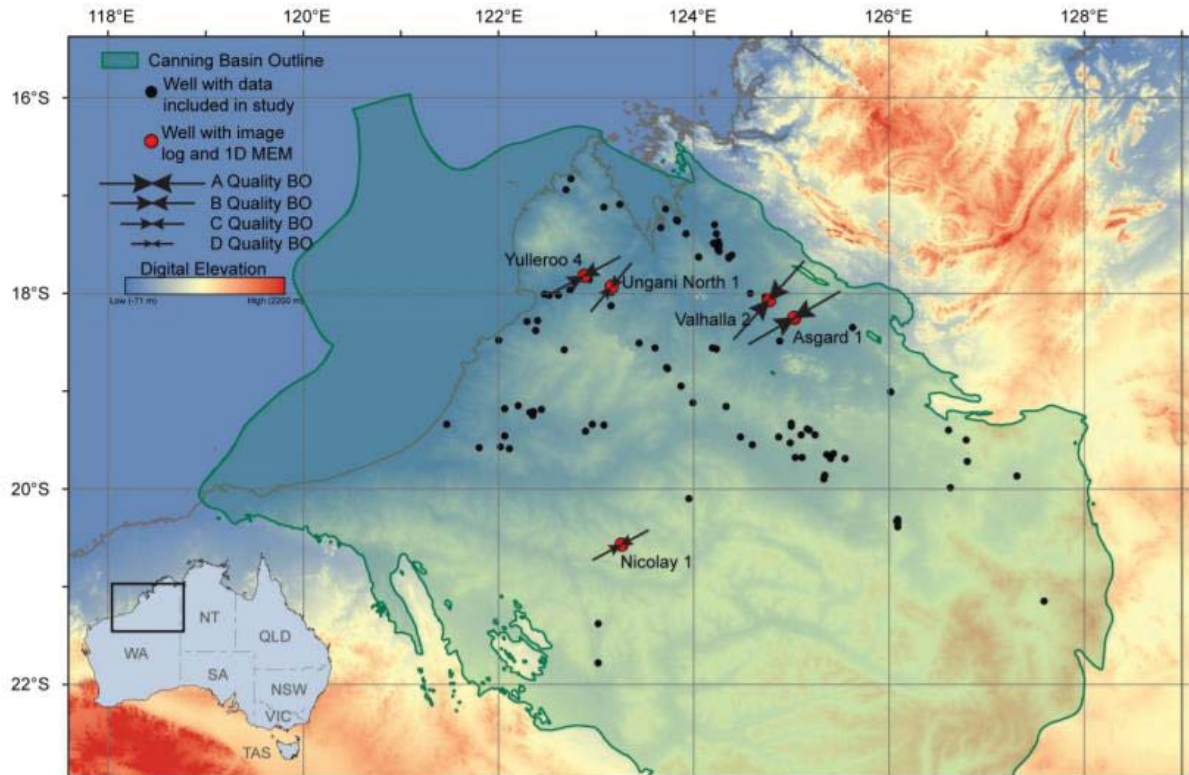 118°E 120°E 122°E 124°E 126°E 128°E
Canning Basin Outline
Well with data
included in study
Well with image
log and 1D MEM
A Quality BO
B Quality BO
C Quality BO
D Quality BO
Digital Elevation
Low (-71 m) High (2200 m)
16°S
18°S
20°S
22°S
Yulleroo 4
Ungani North 1
Valhalla 2
Asgard 1
Nicolay 1
NT
QLD
WA
SA
NSW
VIC
TAS